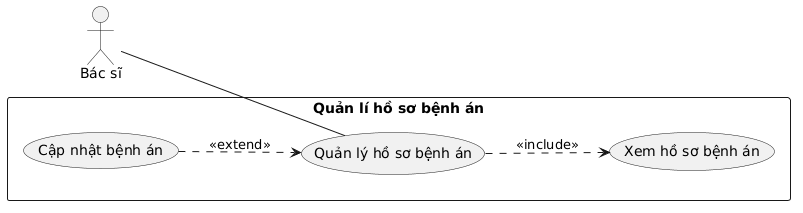 Bác sĩ
Quản lí hồ sơ bệnh án
Cập nhật bệnh án
«extend»
Quản lý hồ sơ bệnh án
«include»
Xem hồ sơ bệnh án